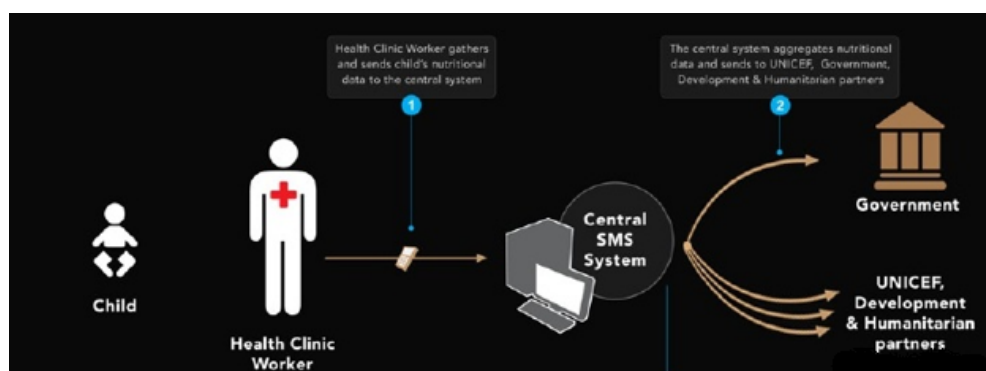 Health Clinic Worker gathers
and sends child's nutritional
data to the central system
1
The central system aggregates nutritional
data and sends to UNICEF, Government,
Development & Humanitarian partners
2
Child
Health Clinic
Worker
Central
SMS
System
Government
UNICEF,
Development
& Humanitarian
partners